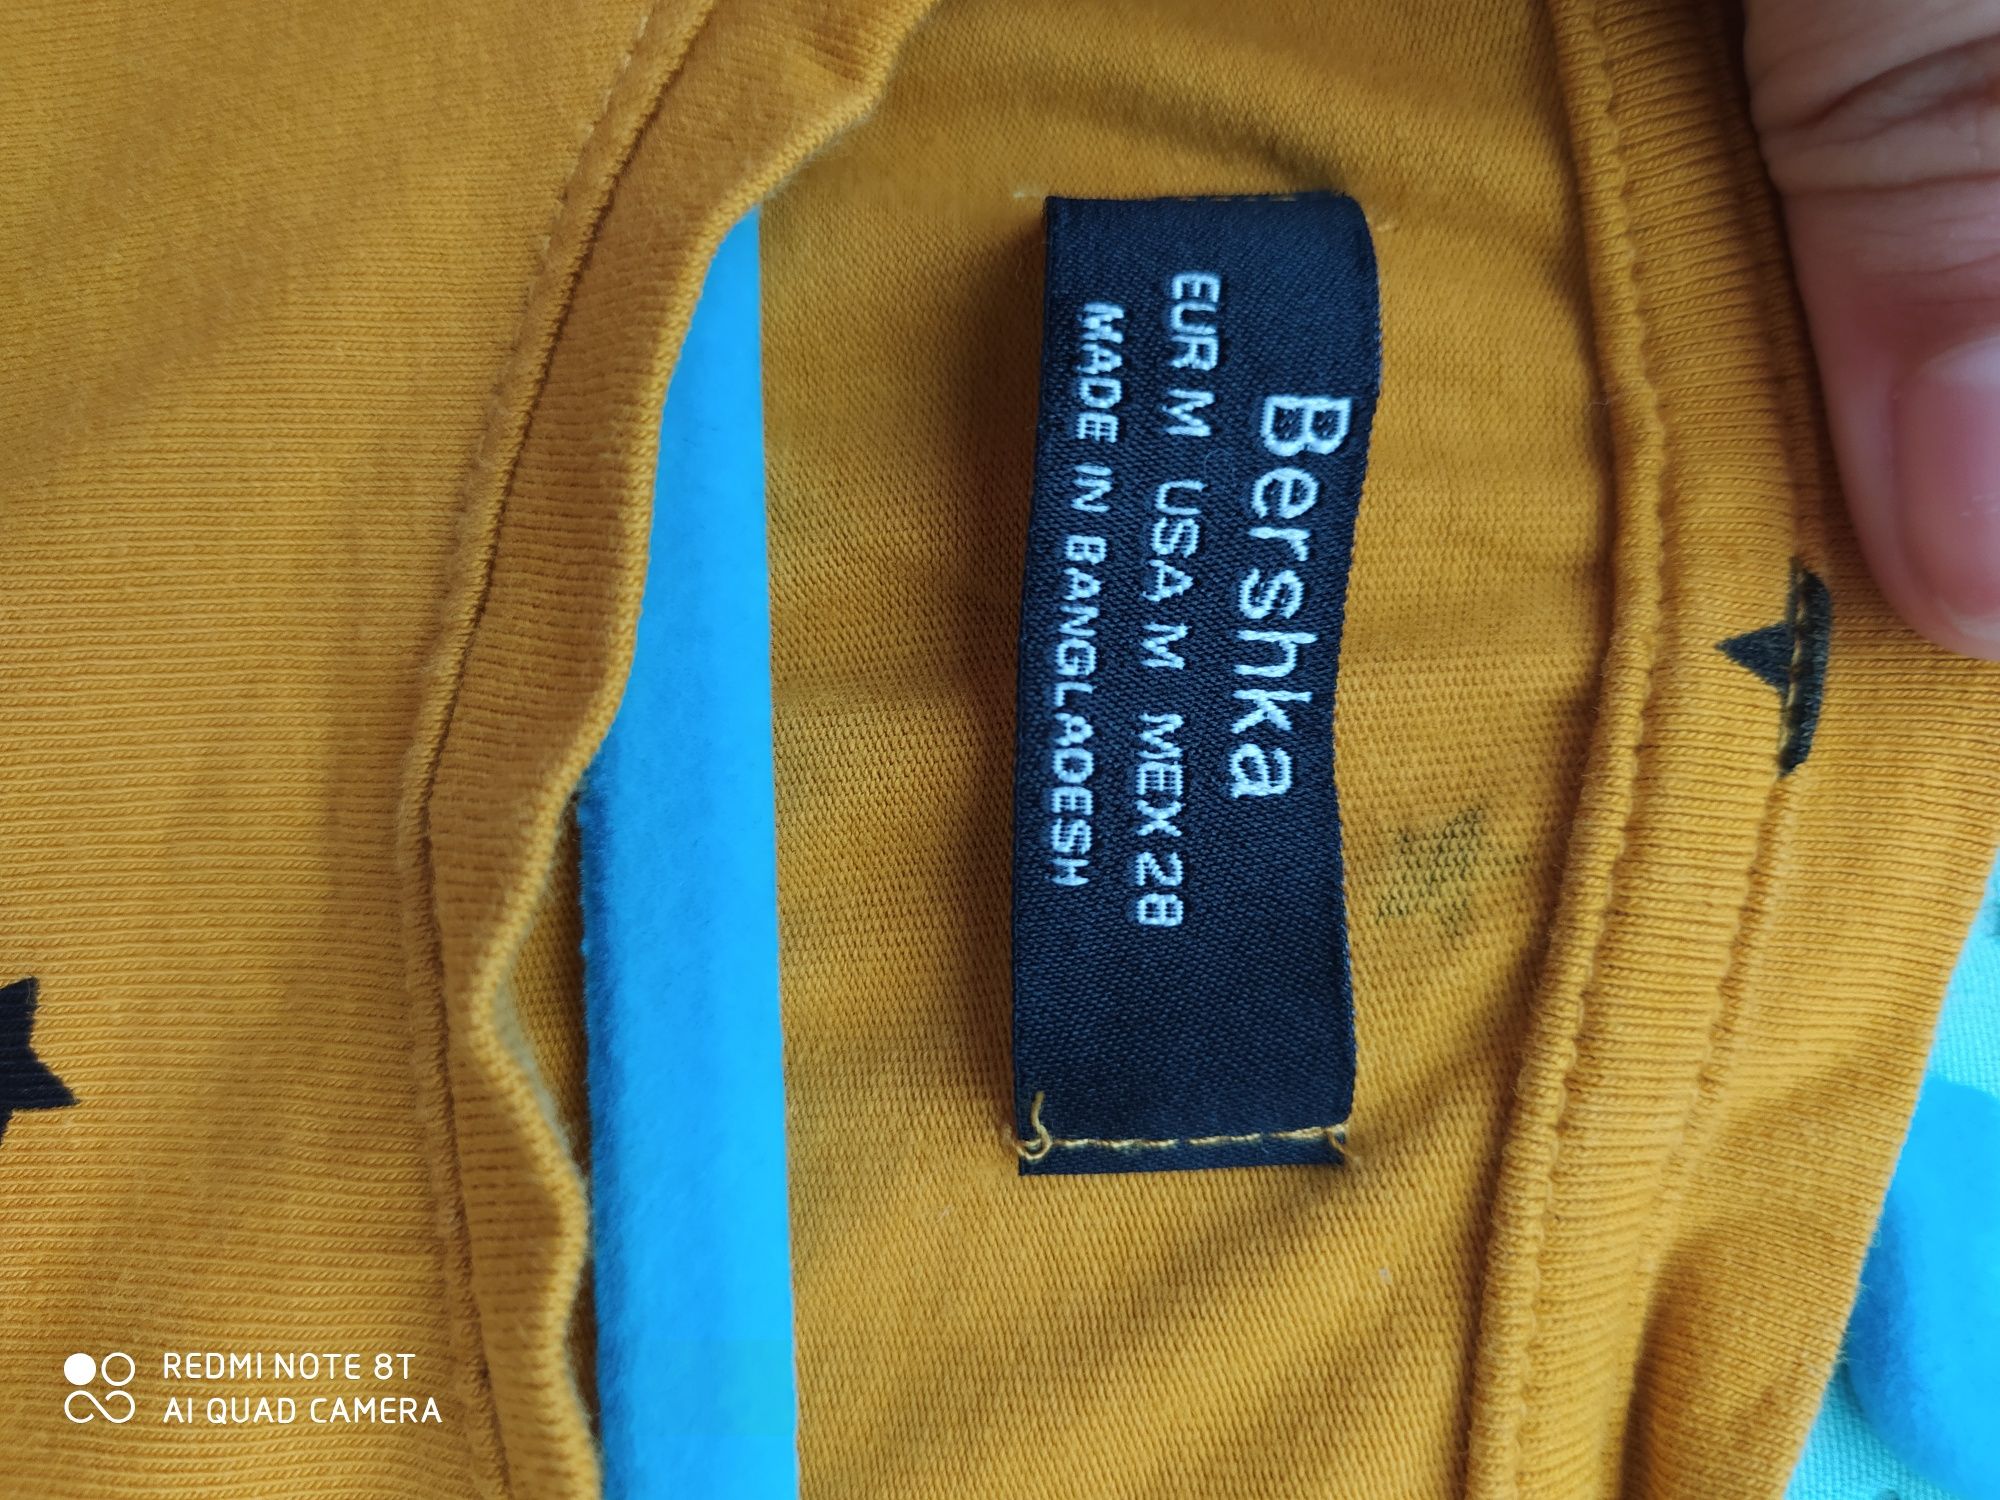 Bershka
EUR M USA M MEX 28
MADE IN BANGLADESH
REDMI NOTE 8T
AI QUAD CAMERA